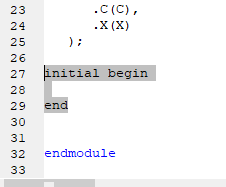 23 .C(C),
24 .X(X)
25 );
26
27 initial begin
28
29 end
30
31
32 endmodule
33